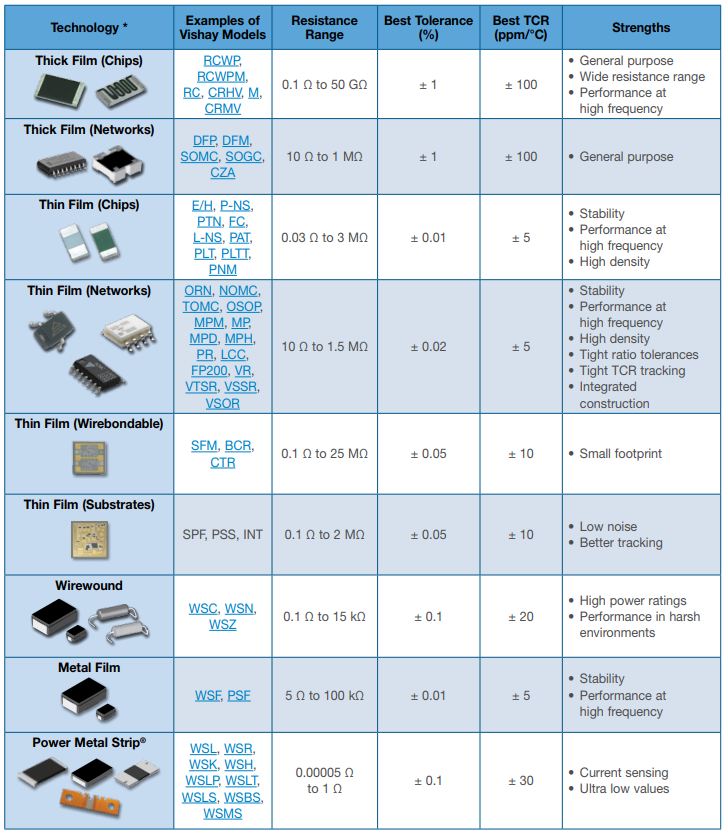 Technology *
Examples of
Vishay Models
Resistance
Range
Best Tolerance
(%)
Best TCR
(ppm/°C)
Strengths
Thick Film (Chips)
RCWP,
RCWPM,
RC, CRHV, M,
CRMV
0.1 Ω to 50 GΩ
± 1
± 100
• General purpose
• Wide resistance range
• Performance at
high frequency
Thick Film (Networks)
DFP, DFM,
SOMC, SOGC,
CZA
10 Ω to 1 MΩ
± 1
± 100
• General purpose
Thin Film (Chips)
E/H, P-NS,
PTN, FC,
L-NS, PAT,
PLT, PLTT,
PNM
0.03 Ω to 3 MΩ
± 0.01
± 5
• Stability
• Performance at
high frequency
• High density
Thin Film (Networks)
ORN, NOMC,
TOMC, OSOP,
MPM, MP,
MPD, MPH,
PR, LCC,
FP200, VR,
VTSR, VSSR,
VSOR
10 Ω to 1.5 MΩ
± 0.02
± 5
• Stability
• Performance at
high frequency
• High density
• Tight ratio tolerances
• Tight TCR tracking
• Integrated
construction
Thin Film (Wirebondable)
SFM, BCR,
CTR
0.1 Ω to 25 MΩ
± 0.05
± 10
• Small footprint
Thin Film (Substrates)
SPF, PSS, INT
0.1 Ω to 2 MΩ
± 0.05
± 10
• Low noise
• Better tracking
Wirewound
WSC, WSN,
WSZ
0.1 Ω to 15 kΩ
± 0.1
± 20
• High power ratings
• Performance in harsh
environments
Metal Film
WSF, PSF
5 Ω to 100 kΩ
± 0.01
± 5
• Stability
• Performance at
high frequency
Power Metal Strip®
WSL, WSR,
WSK, WSH,
WSLP, WSLT,
WSLS, WSBS,
WSMS
0.00005 Ω
to 1 Ω
± 0.1
± 30
• Current sensing
• Ultra low values